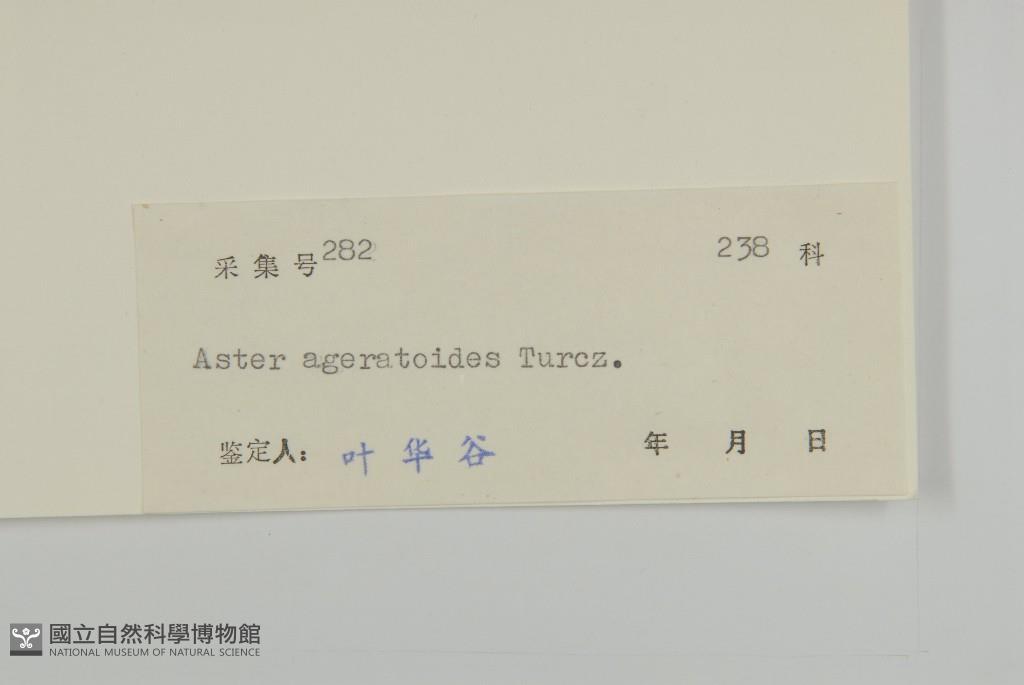 采集号282 238 科
Aster ageratoides Turcz.
鉴定人：叶华谷 年 月 日
國立自然科學博物館
NATIONAL MUSEUM OF NATURAL SCIENCE